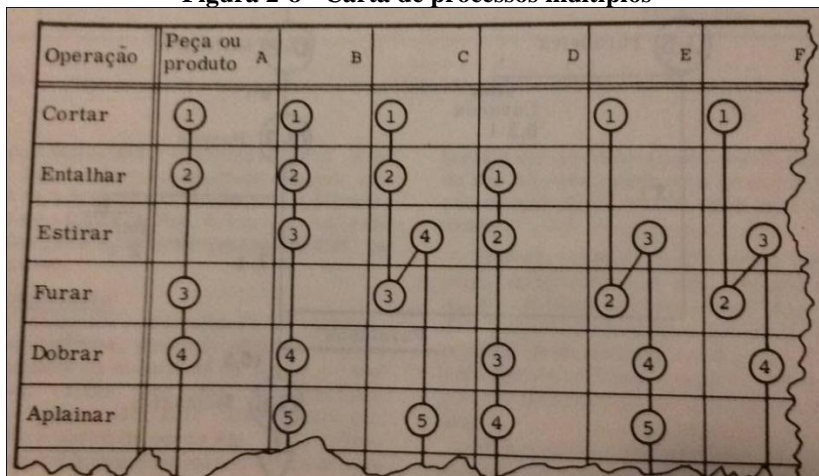 Figura 2-6 - Carta de processos múltiplos
Operação Peça ou produto A B C D E F
Cortar 1 1 1 1 1
Entalhar 2 2 2 1
Estirar 3 4 2 3 3
Furar 3 3 2 2
Dobrar 4 4 3 4 4
Aplainar 5 5 4 5